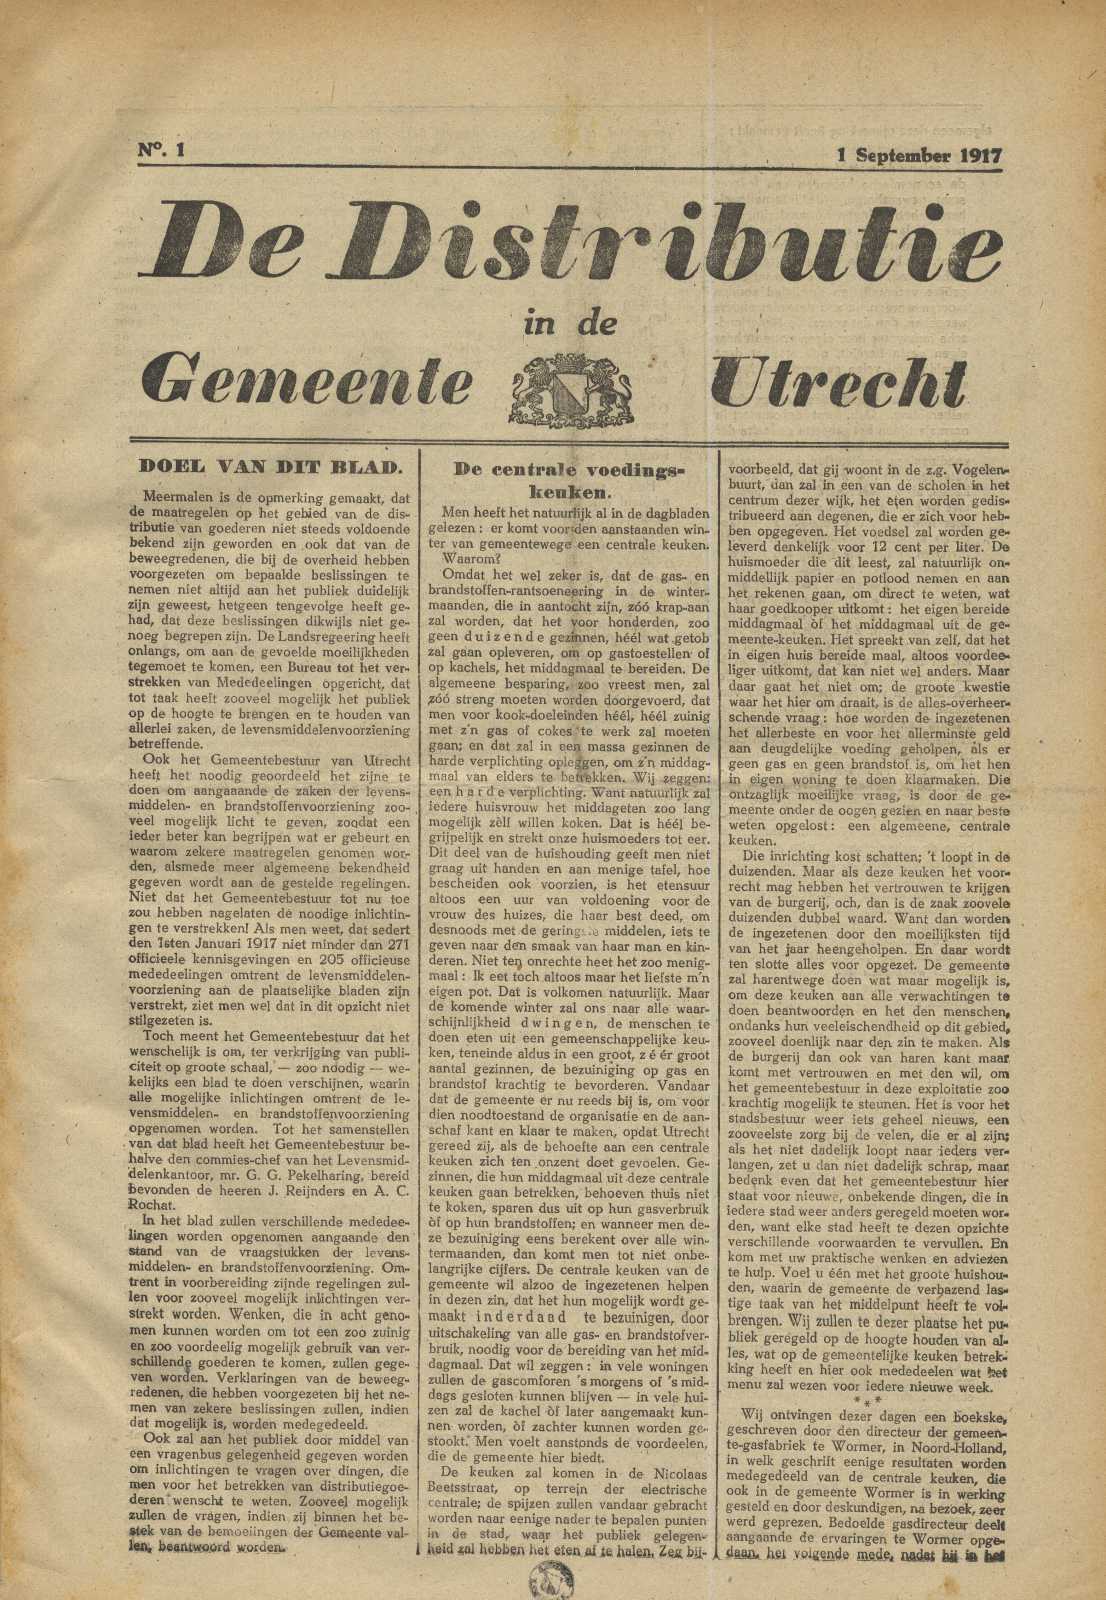 Nº. 1
1 September 1917
De Distributie
in de
Gemeente Utrecht
DOEL VAN DIT BLAD.
Meermalen is de opmerking gemaakt, dat
de maatregelen op het gebied van de dis-
tributie van goederen niet steeds voldoende
bekend zijn geworden en ook dat van de
beweegredenen, die bij de overheid hebben
voorgezeten om bepaalde beslissingen te
nemen niet altijd aan het publiek duidelijk
zijn geweest, hetgeen tengevolge heeft ge-
had, dat deze beslissingen dikwijls niet ge-
noeg begrepen zijn. De Landsregeering heeft
onlangs, om aan de gevoelde moeilijkheden
tegemoet te komen, een Bureau tot het ver-
strekken van Mededeelingen opgericht, dat
tot taak heeft zooveel mogelijk het publiek
op de hoogte te brengen en te houden van
allerlei zaken, de levensmiddelenvoorziening
betreffende.
Ook het Gemeentebestuur van Utrecht
heeft het noodig geoordeeld het zijne te
doen om aangaaande de zaken der levens-
middelen- en brandstoffenvoorziening zoo-
veel mogelijk licht te geven, zoodat een
ieder beter kan begrijpen wat er gebeurt en
waarom zekere maatregelen genomen wor-
den, alsmede meer algemeene bekendheid
gegeven wordt aan de gestelde regelingen.
Niet dat het Gemeentebestuur tot nu toe
zou hebben nagelaten de noodige inlichtin-
gen te verstrekken! Als men weet, dat sedert
den 1sten Januari 1917 niet minder dan 271
officieele kennisgevingen en 205 officieuse
mededeelingen omtrent de levensmiddelen-
voorziening aan de plaatselijke bladen zijn
verstrekt, ziet men wel dat in dit opzicht niet
stilgezeten is.
Toch meent het Gemeentebestuur dat het
wenschelijk is om, ter verkrijging van publi-
citeit op groote schaal, — zoo noodig — we-
kelijks een blad te doen verschijnen, waarin
alle mogelijke inlichtingen omtrent de le-
vensmiddelen- en brandstoffenvoorziening
opgenomen worden. Tot het samenstellen
van dat blad heeft het Gemeentebestuur be-
halve den commies-chef van het Levensmid-
delenkantoor, mr. G. G. Pekelharing, bereid
bevonden de heeren J. Reijnders en A. C.
Rochat.
In het blad zullen verschillende mededee-
lingen worden opgenomen aangaande den
stand van de vraagstukken der levens-
middelen- en brandstoffenvoorziening. Om-
trent in voorbereiding zijnde regelingen zul-
len voor zooveel mogelijk inlichtingen ver-
strekt worden. Wenken, die in acht geno-
men kunnen worden om tot een zoo zuinig
en zoo voordeelig mogelijk gebruik van ver-
schillende goederen te komen, zullen gege-
ven worden. Verklaringen van de beweeg-
redenen, die hebben voorgezeten bij het ne-
men van zekere beslissingen zullen, indien
dat mogelijk is, worden medegedeeld.
Ook zal aan het publiek door middel van
een vragenbus gelegenheid gegeven worden
om inlichtingen te vragen over dingen, die
men voor het betrekken van distributiegoe-
deren wenscht te weten. Zooveel mogelijk
zullen de vragen, indien zij binnen het be-
stek van de bemoeiingen der Gemeente val-
len, beantwoord worden.
De centrale voedings-
keuken.
Men heeft het natuurlijk al in de dagbladen
gelezen : er komt voor den aanstaanden win-
ter van gemeentewege een centrale keuken.
Waarom?
Omdat het wel zeker is, dat de gas- en
brandstoffen-rantsoeneering in de winter-
maanden, die in aantocht zijn, zóó krap-aan
zal worden, dat het voor honderden, zoo
geen duizende gezinnen, héél wat getob
zal gaan opleveren, om op gastoestellen of
op kachels, het middagmaal te bereiden. De
algemeene besparing, zoo vreest men, zal
zóó streng moeten worden doorgevoerd, dat
men voor kook-doeleinden héél, héél zuinig
met z'n gas of cokes te werk zal moeten
gaan; en dat zal in een massa gezinnen de
harde verplichting opleggen, om z'n middag-
maal van elders te betrekken. Wij zeggen:
een harde verplichting. Want natuurlijk zal
iedere huisvrouw het middageten zoo lang
mogelijk zèlf willen koken. Dat is héél be-
grijpelijk en strekt onze huismoeders tot eer.
Dit deel van de huishouding geeft men niet
graag uit handen en aan menige tafel, hoe
bescheiden ook voorzien, is het etensuur
altoos een uur van voldoening voor de
vrouw des huizes, die haar best deed, om
desnoods met de geringste middelen, iets te
geven naar den smaak van haar man en kin-
deren. Niet ten onrechte heet het zoo menig-
maal : Ik eet toch altoos maar het liefste m'n
eigen pot. Dat is volkomen natuurlijk. Maar
de komende winter zal ons naar alle waar-
schijnlijkheid dwingen, de menschen te
doen eten uit een gemeenschappelijke keu-
ken, teneinde aldus in een groot, zéér groot
aantal gezinnen, de bezuiniging op gas en
brandstof krachtig te bevorderen. Vandaar
dat de gemeente er nu reeds bij is, om voor
dien noodtoestand de organisatie en de aan-
schaf kant en klaar te maken, opdat Utrecht
gereed zij, als de behoefte aan een centrale
keuken zich ten onzent doet gevoelen. Ge-
zinnen, die hun middagmaal uit deze centrale
keuken gaan betrekken, behoeven thuis niet
te koken, sparen dus uit op hun gasverbruik
òf op hun brandstoffen; en wanneer men de-
ze bezuiniging eens berekent over alle win-
termaanden, dan komt men tot niet onbe-
langrijke cijfers. De centrale keuken van de
gemeente wil alzoo de ingezetenen helpen
in dezen zin, dat het hun mogelijk wordt ge-
maakt inderdaad te bezuinigen, door
uitschakeling van alle gas- en brandstofver-
bruik, noodig voor de bereiding van het mid-
dagmaal. Dat wil zeggen : in vele woningen
zullen de gascomforen 's morgens of 's mid-
dags gesloten kunnen blijven — in vele hui-
zen zal de kachel òf later aangemaakt kun-
nen worden, òf zachter kunnen worden ge-
stookt. Men voelt aanstonds de voordeelen,
die de gemeente hier biedt.
De keuken zal komen in de Nicolaas
Beetsstraat, op terrein der electrische
centrale; de spijzen zullen vandaar gebracht
worden naar eenige nader te bepalen punten
in de stad, waar het publiek gelegen-
heid zal hebben het eten af te halen. Zeg bij-
voorbeeld, dat gij woont in de z.g. Vogelen-
buurt, dan zal in een van de scholen in het
centrum dezer wijk, het eten worden gedis-
tribueerd aan degenen, die er zich voor heb-
ben opgegeven. Het voedsel zal worden ge-
leverd denkelijk voor 12 cent per liter. De
huismoeder die dit leest, zal natuurlijk on-
middellijk papier en potlood nemen en aan
het rekenen gaan, om direct te weten, wat
haar goedkooper uitkomt : het eigen bereide
middagmaal òf het middagmaal uit de ge-
meente-keuken. Het spreekt van zelf, dat het
in eigen huis bereide maal, altoos voordee-
liger uitkomt, dat kan niet wel anders. Maar
daar gaat het niet om; de groote kwestie
waar het hier om draait, is de alles-overheer-
schende vraag : hoe worden de ingezetenen
het allerbeste en voor het allerminste geld
aan deugdelijke voeding geholpen, als er
geen gas en geen brandstof is, om het hen
in eigen woning te doen klaarmaken. Die
ontzaglijk moeilijke vraag, is door de ge-
meente onder de oogen gezien en naar beste
weten opgelost : een algemeene, centrale
keuken.
Die inrichting kost schatten; 't loopt in de
duizenden. Maar als deze keuken het voor-
recht mag hebben het vertrouwen te krijgen
van de burgerij, och, dan is de zaak zoovele
duizenden dubbel waard. Want dan worden
de ingezetenen door den moeilijksten tijd
van het jaar heengeholpen. En daar wordt
ten slotte alles voor opgezet. De gemeente
zal harentwege doen wat maar mogelijk is,
om deze keuken aan alle verwachtingen te
doen beantwoorden en het den menschen,
ondanks hun veeleischendheid op dit gebied,
zooveel doenlijk naar den zin te maken. Als
de burgerij dan ook van haren kant maar
komt met vertrouwen en met den wil, om
het gemeentebestuur in deze exploitatie zoo
krachtig mogelijk te steunen. Het is voor het
stadsbestuur weer iets geheel nieuws, een
zooveelste zorg bij de velen, die er al zijn;
als het niet dadelijk loopt naar ieders ver-
langen, zet u dan niet dadelijk schrap, maar
bedenk even dat het gemeentebestuur hier
staat voor nieuwe, onbekende dingen, die in
iedere stad weer anders geregeld moeten wor-
den, want elke stad heeft te dezen opzichte
verschillende voorwaarden te vervullen. En
kom met uw praktische wenken en adviezen
te hulp. Voel u één met het groote huishou-
den, waarin de gemeente de verbazend las-
tige taak van het middelpunt heeft te vol-
brengen. Wij zullen te dezer plaatse het pu-
bliek geregeld op de hoogte houden van al-
les, wat op de gemeentelijke keuken betrek-
king heeft en hier ook mededeelen wat het
menu zal wezen voor iedere nieuwe week.
***
Wij ontvingen dezer dagen een boekske,
geschreven door den directeur der gemeen-
te-gasfabriek te Wormer, in Noord-Holland,
in welk geschrift eenige resultaten worden
medegedeeld van de centrale keuken, die
ook in de gemeente Wormer is in werking
gesteld en door deskundigen, na bezoek, zeer
werd geprezen. Bedoelde gasdirecteur deelt
aangaande de ervaringen te Wormer opge-
daan, het volgende mede, nadat hij in het